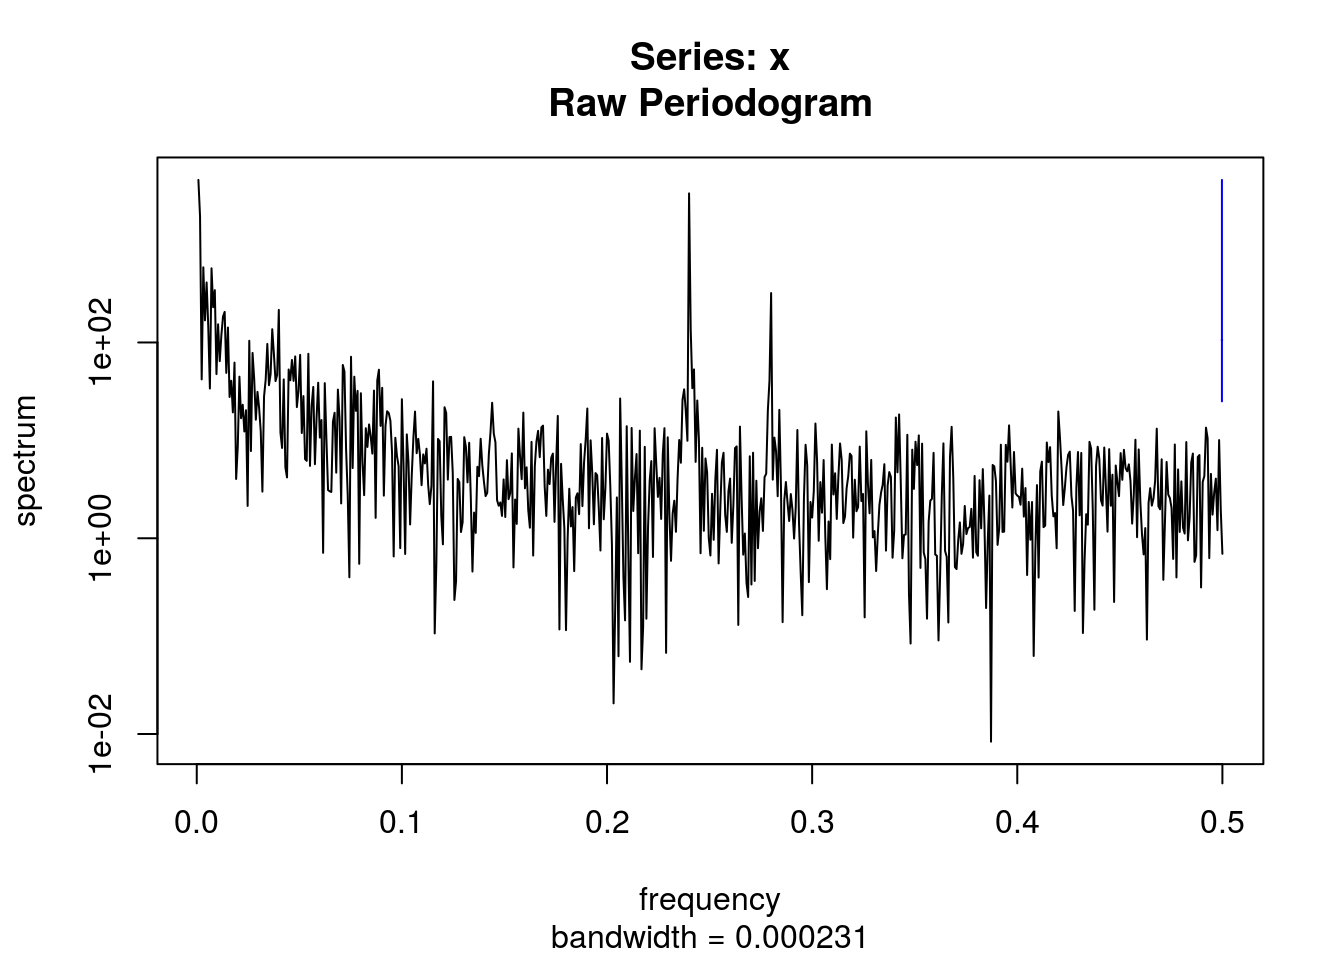 Series: x
Raw Periodogram
spectrum
1e+02
1e+00
1e-02
0.0 0.1 0.2 0.3 0.4 0.5
frequency
bandwidth = 0.000231